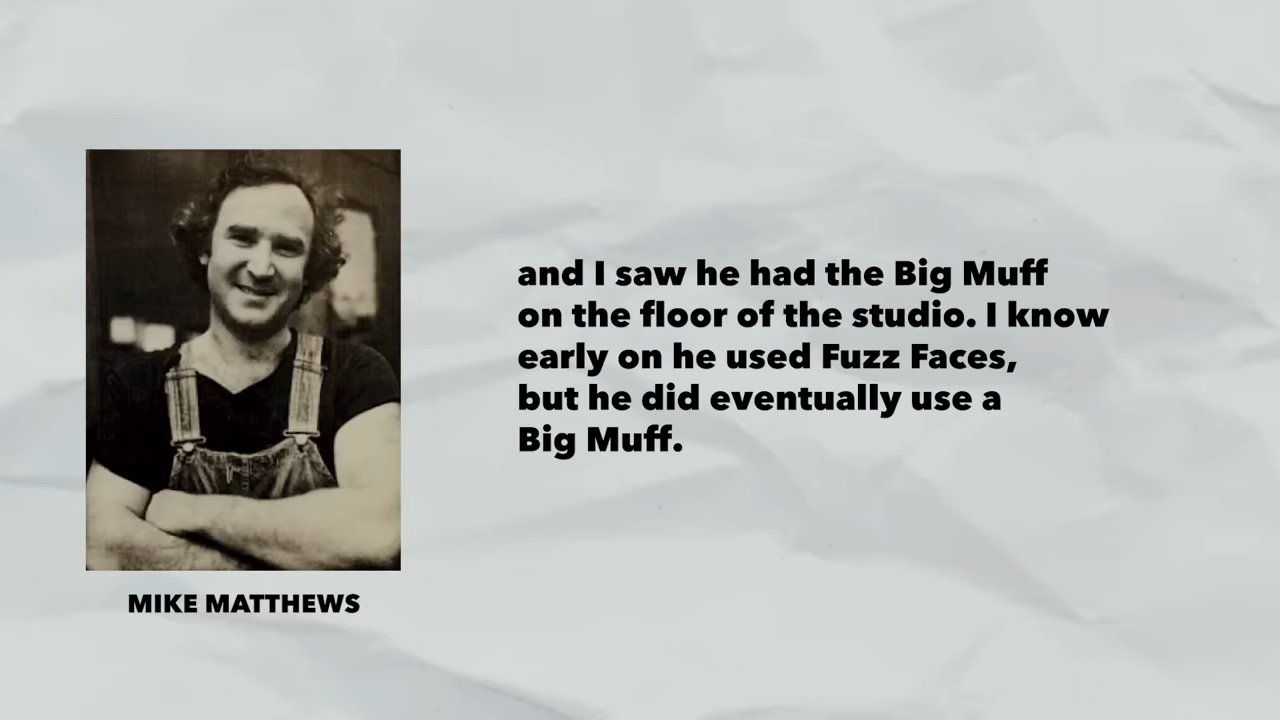 and I saw he had the Big Muff
on the floor of the studio. I know
early on he used Fuzz Faces,
but he did eventually use a
Big Muff.
MIKE MATTHEWS